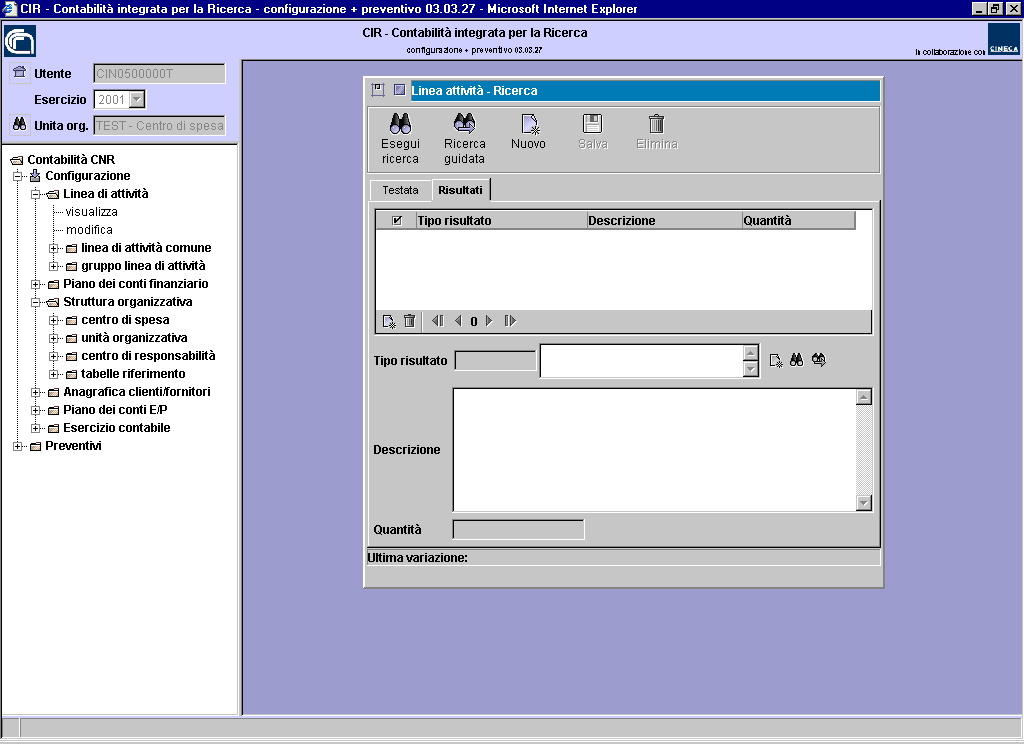 CIR - Contabilità integrata per la Ricerca - configurazione + preventivo 03.03.27 - Microsoft Internet Explorer
CIR - Contabilità integrata per la Ricerca
configurazione + preventivo 03.03.27
In collaborazione con
CINECA
Utente CIN0500000T
Esercizio 2001
Unita org. TEST - Centro di spesa
Contabilità CNR
Configurazione
Linea di attività
visualizza
modifica
linea di attività comune
gruppo linea di attività
Piano dei conti finanziario
Struttura organizzativa
centro di spesa
unità organizzativa
centro di responsabilità
tabelle riferimento
Anagrafica clienti/fornitori
Piano dei conti E/P
Esercizio contabile
Preventivi
Linea attività - Ricerca
Esegui ricerca
Ricerca guidata
Nuovo
Salva
Elimina
Testata
Risultati
Tipo risultato Descrizione Quantità
0
Tipo risultato
Descrizione
Quantità
Ultima variazione: